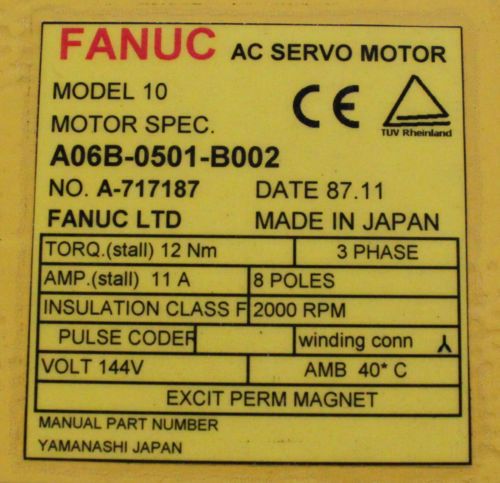 FANUC AC SERVO MOTOR
MODEL 10
MOTOR SPEC.
TUV Rheinland
A06B-0501-B002
NO. A-717187 DATE 87.11
FANUC LTD MADE IN JAPAN
TORQ.(stall) 12 Nm 3 PHASE
AMP.(stall) 11 A 8 POLES
INSULATION CLASS F 2000 RPM
PULSE CODER winding conn
VOLT 144V AMB 40* C
EXCIT PERM MAGNET
MANUAL PART NUMBER
YAMANASHI JAPAN